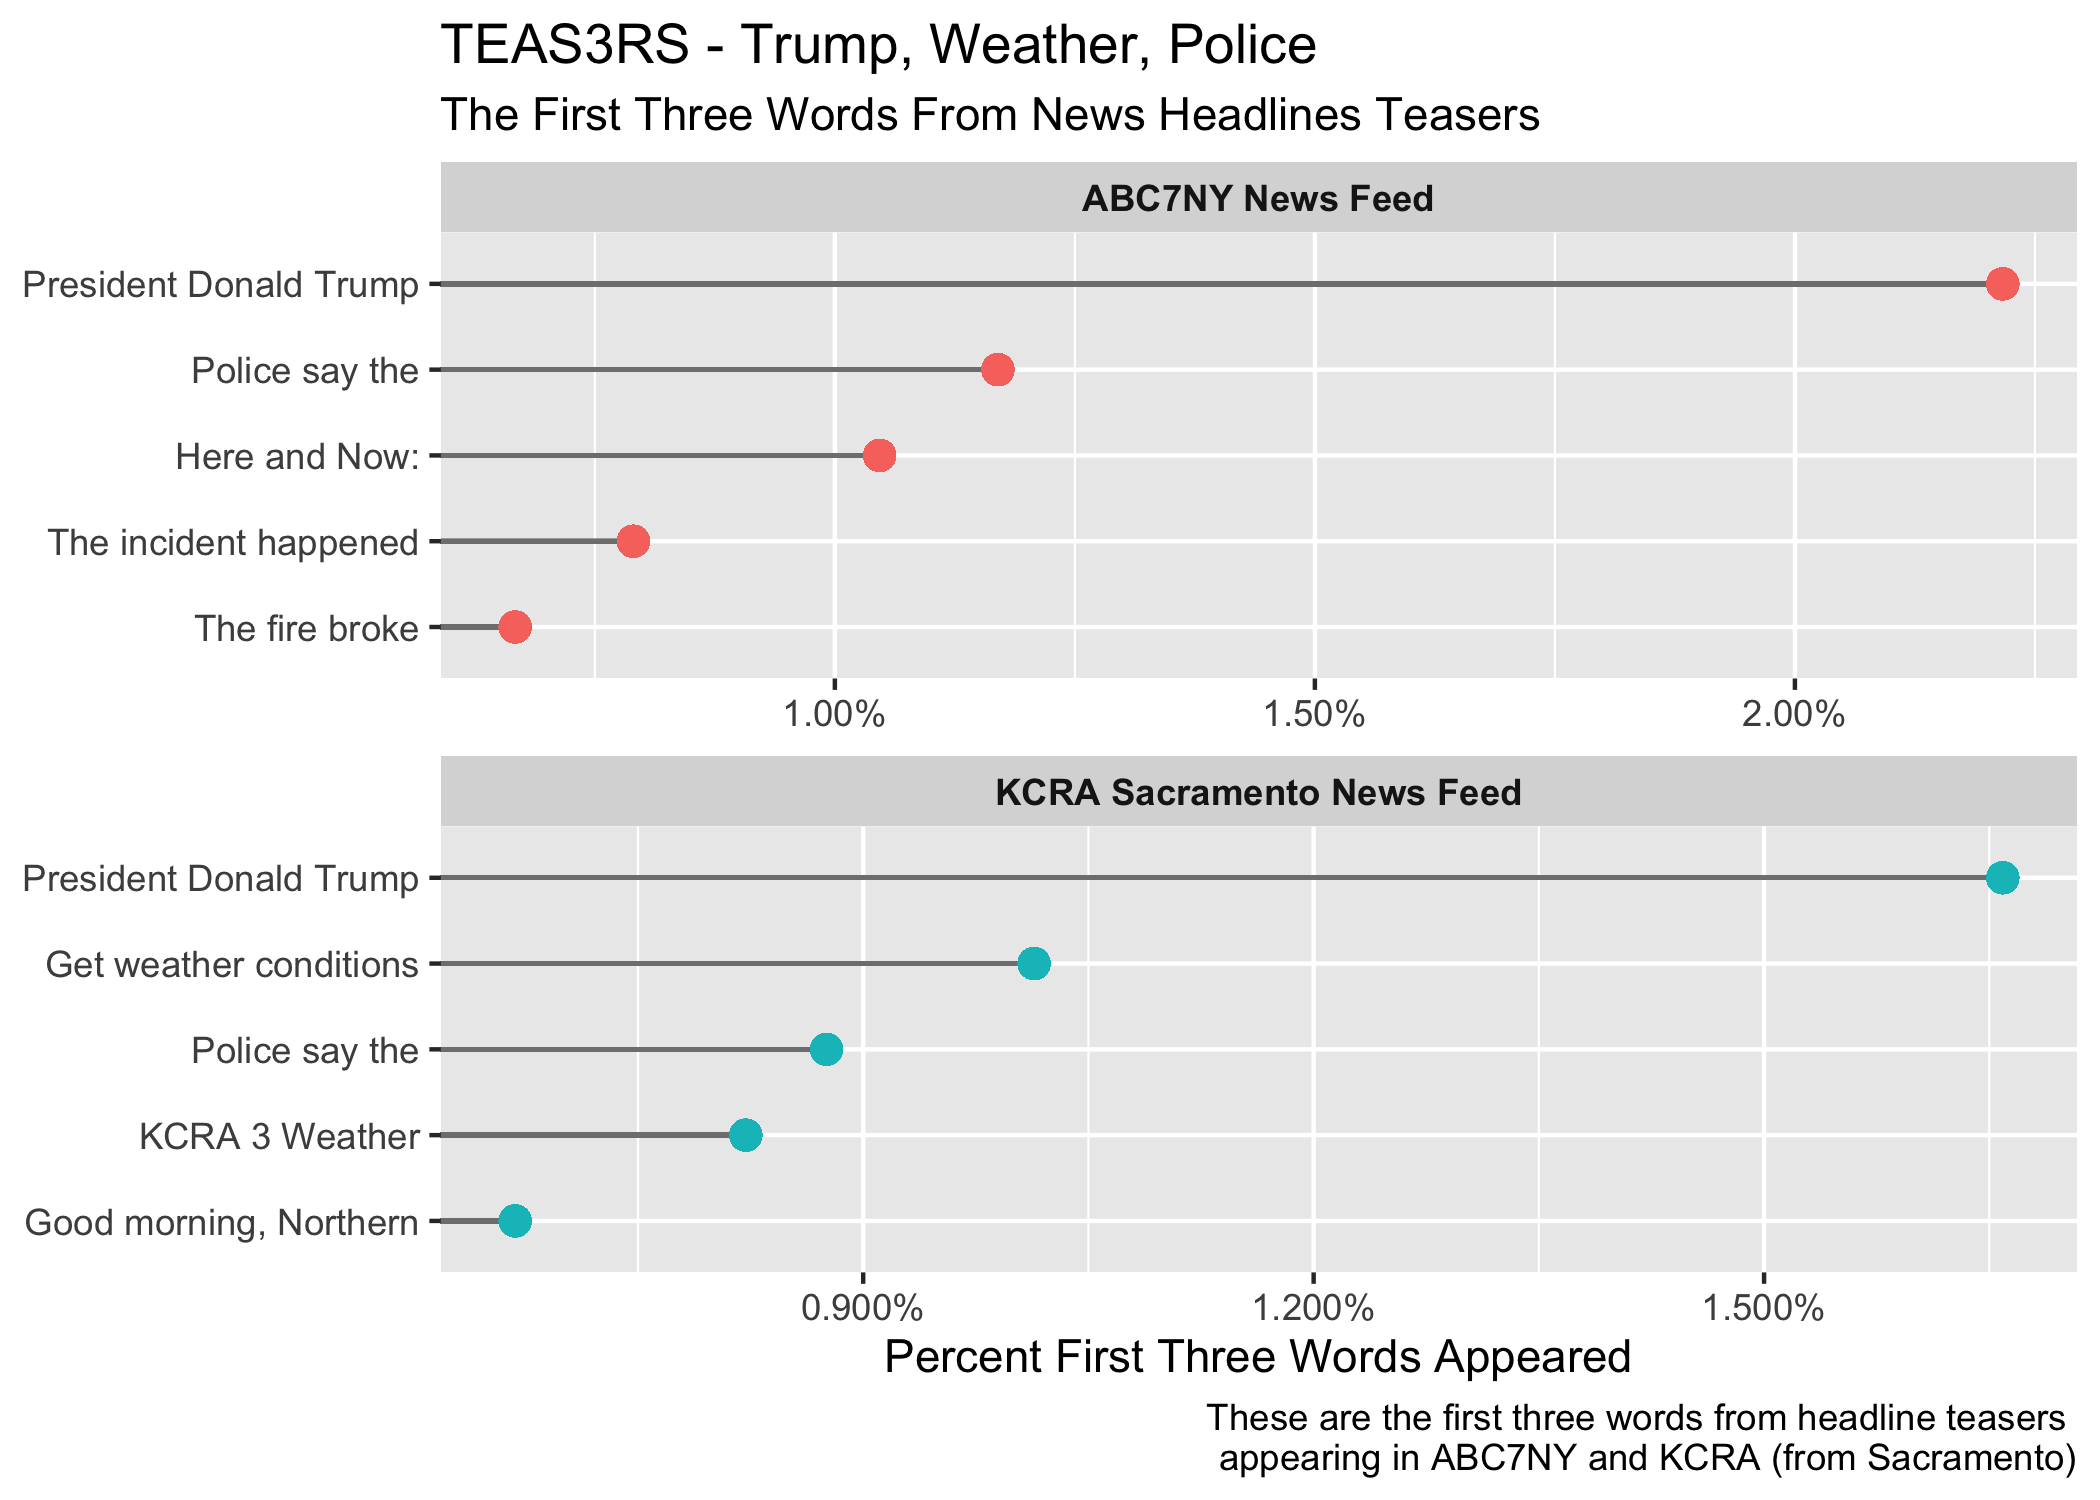 TEAS3RS - Trump, Weather, Police
The First Three Words From News Headlines Teasers
ABC7NY News Feed
President Donald Trump
Police say the
Here and Now:
The incident happened
The fire broke
1.00%
1.50%
2.00%
KCRA Sacramento News Feed
President Donald Trump
Get weather conditions
Police say the
KCRA 3 Weather
Good morning, Northern
0.900%
1.200%
1.500%
Percent First Three Words Appeared
These are the first three words from headline teasers
appearing in ABC7NY and KCRA (from Sacramento)